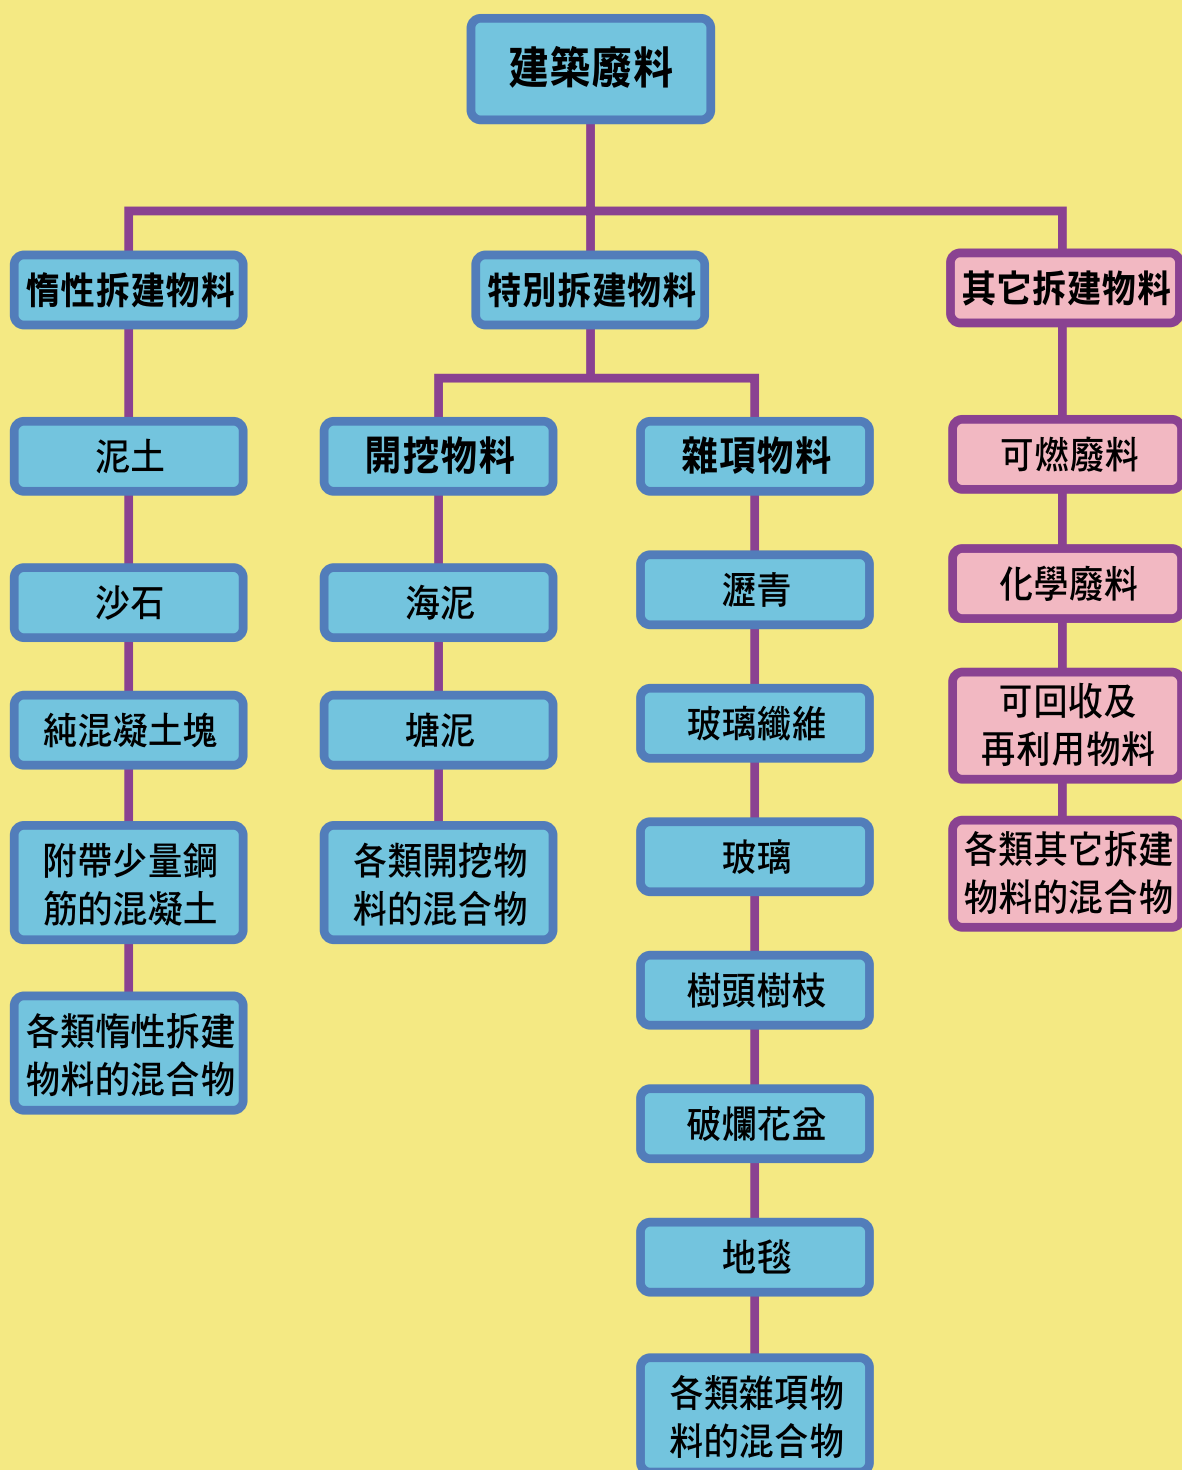 建築廢料
惰性拆建物料
特別拆建物料
其它拆建物料
泥土
沙石
純混凝土塊
附帶少量鋼
筋的混凝土
各類惰性拆建
物料的混合物
開挖物料
海泥
塘泥
各類開挖物
料的混合物
雜項物料
瀝青
玻璃纖維
玻璃
樹頭樹枝
破爛花盆
地毯
各類雜項物
料的混合物
可燃廢料
化學廢料
可回收及
再利用物料
各類其它拆建
物料的混合物